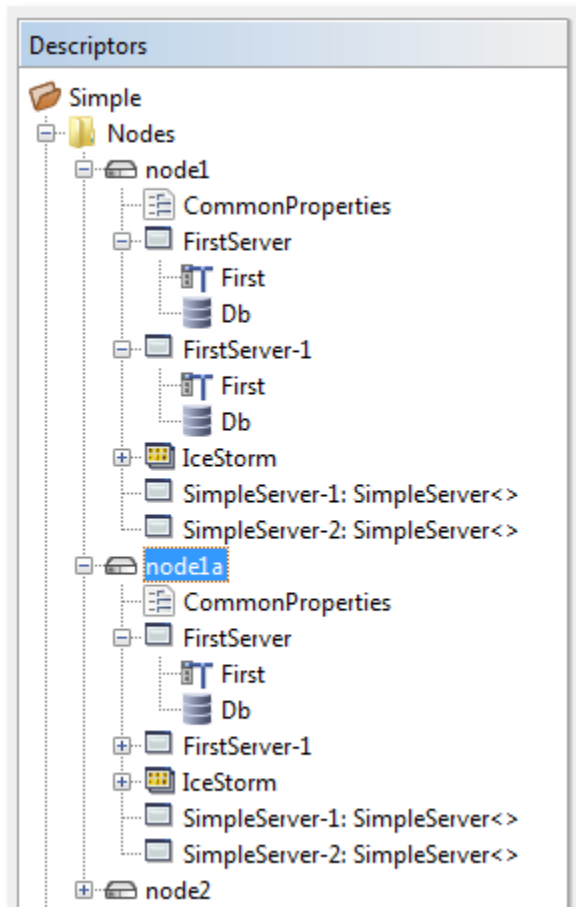 Descriptors
Simple
Nodes
node1
CommonProperties
FirstServer
First
Db
FirstServer-1
First
Db
IceStorm
SimpleServer-1: SimpleServer<>
SimpleServer-2: SimpleServer<>
node1a
CommonProperties
FirstServer
First
Db
FirstServer-1
IceStorm
SimpleServer-1: SimpleServer<>
SimpleServer-2: SimpleServer<>
node2